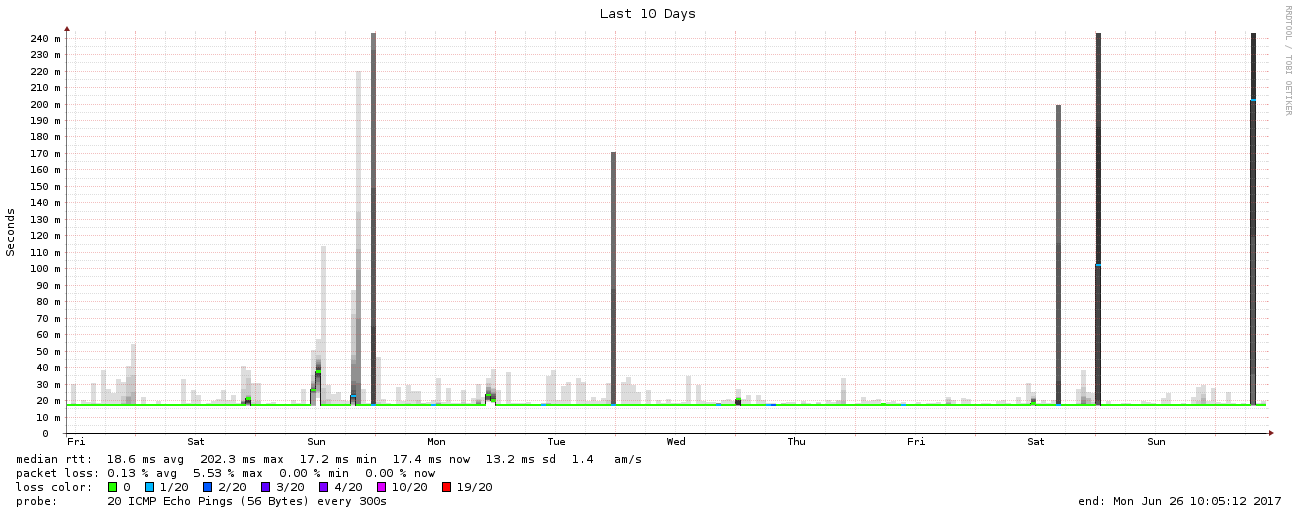 Last 10 Days
RRDTOOL / TOBI OETIKER
Seconds
240 m
230 m
220 m
210 m
200 m
190 m
180 m
170 m
160 m
150 m
140 m
130 m
120 m
110 m
100 m
90 m
80 m
70 m
60 m
50 m
40 m
30 m
20 m
10 m
0
Fri Sat Sun Mon Tue Wed Thu Fri Sat Sun
median rtt: 18.6 ms avg 202.3 ms max 17.2 ms min 17.4 ms now 13.2 ms sd 1.4 am/s
packet loss: 0.13 % avg 5.53 % max 0.00 % min 0.00 % now
loss color: 0 1/20 2/20 3/20 4/20 10/20 19/20
probe: 20 ICMP Echo Pings (56 Bytes) every 300s end: Mon Jun 26 10:05:12 2017